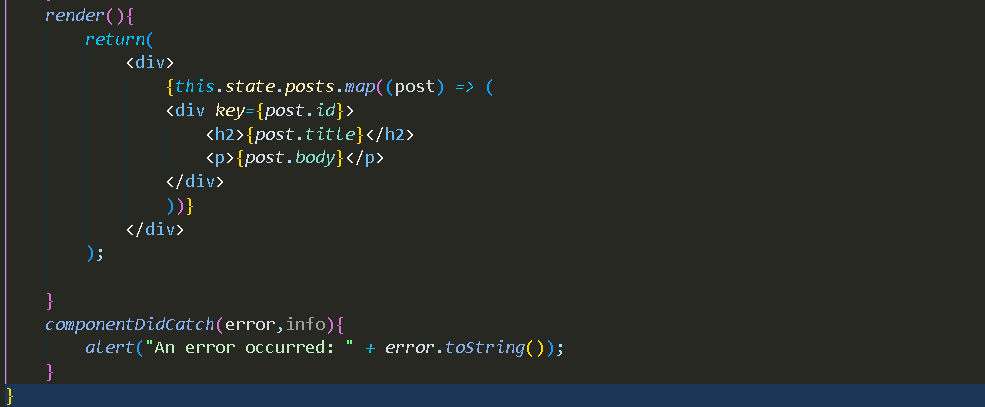 render(){
return(
<div>
{this.state.posts.map((post) => (
<div key={post.id}>
<h2>{post.title}</h2>
<p>{post.body}</p>
</div>
))}
</div>
);
}
componentDidCatch(error,info){
alert("An error occurred: " + error.toString());
}
}